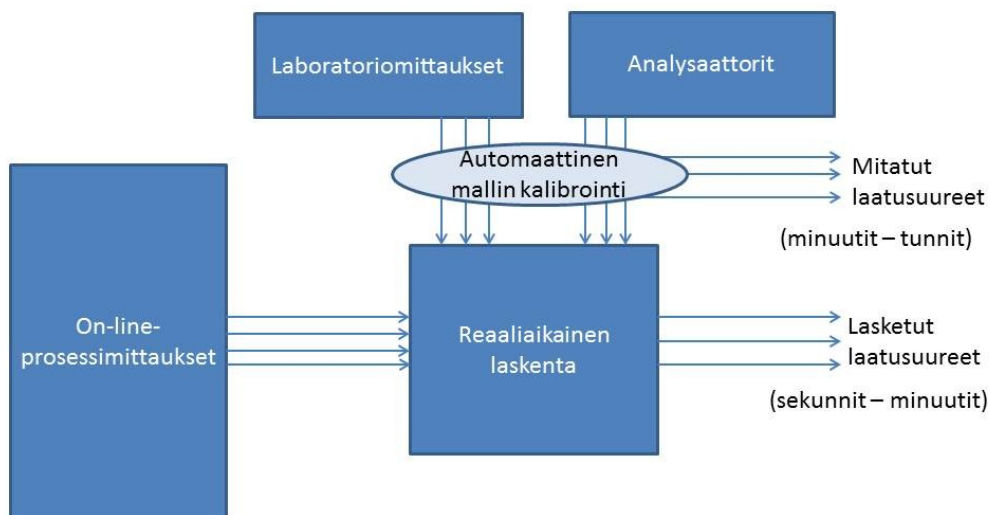 Laboratoriomittaukset
Analysaattorit
Automaattinen
mallin kalibrointi
Mitatut
laatusuureet
(minuutit – tunnit)
On-line-
prosessimittaukset
Reaaliaikainen
laskenta
Lasketut
laatusuureet
(sekunnit – minuutit)